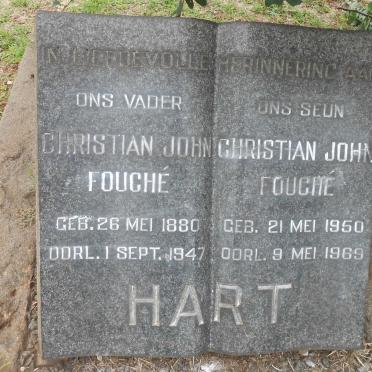 IN LIEFDEVOLLE HERINNERING AAN
ONS VADER
CHRISTIAN JOHN
FOUCHÉ
GEB. 26 MEI 1880
OORL. 1 SEPT. 1947
ONS SEUN
CHRISTIAN JOHN
FOUCHÉ
GEB. 21 MEI 1950
OORL. 9 MEI 1969
HART